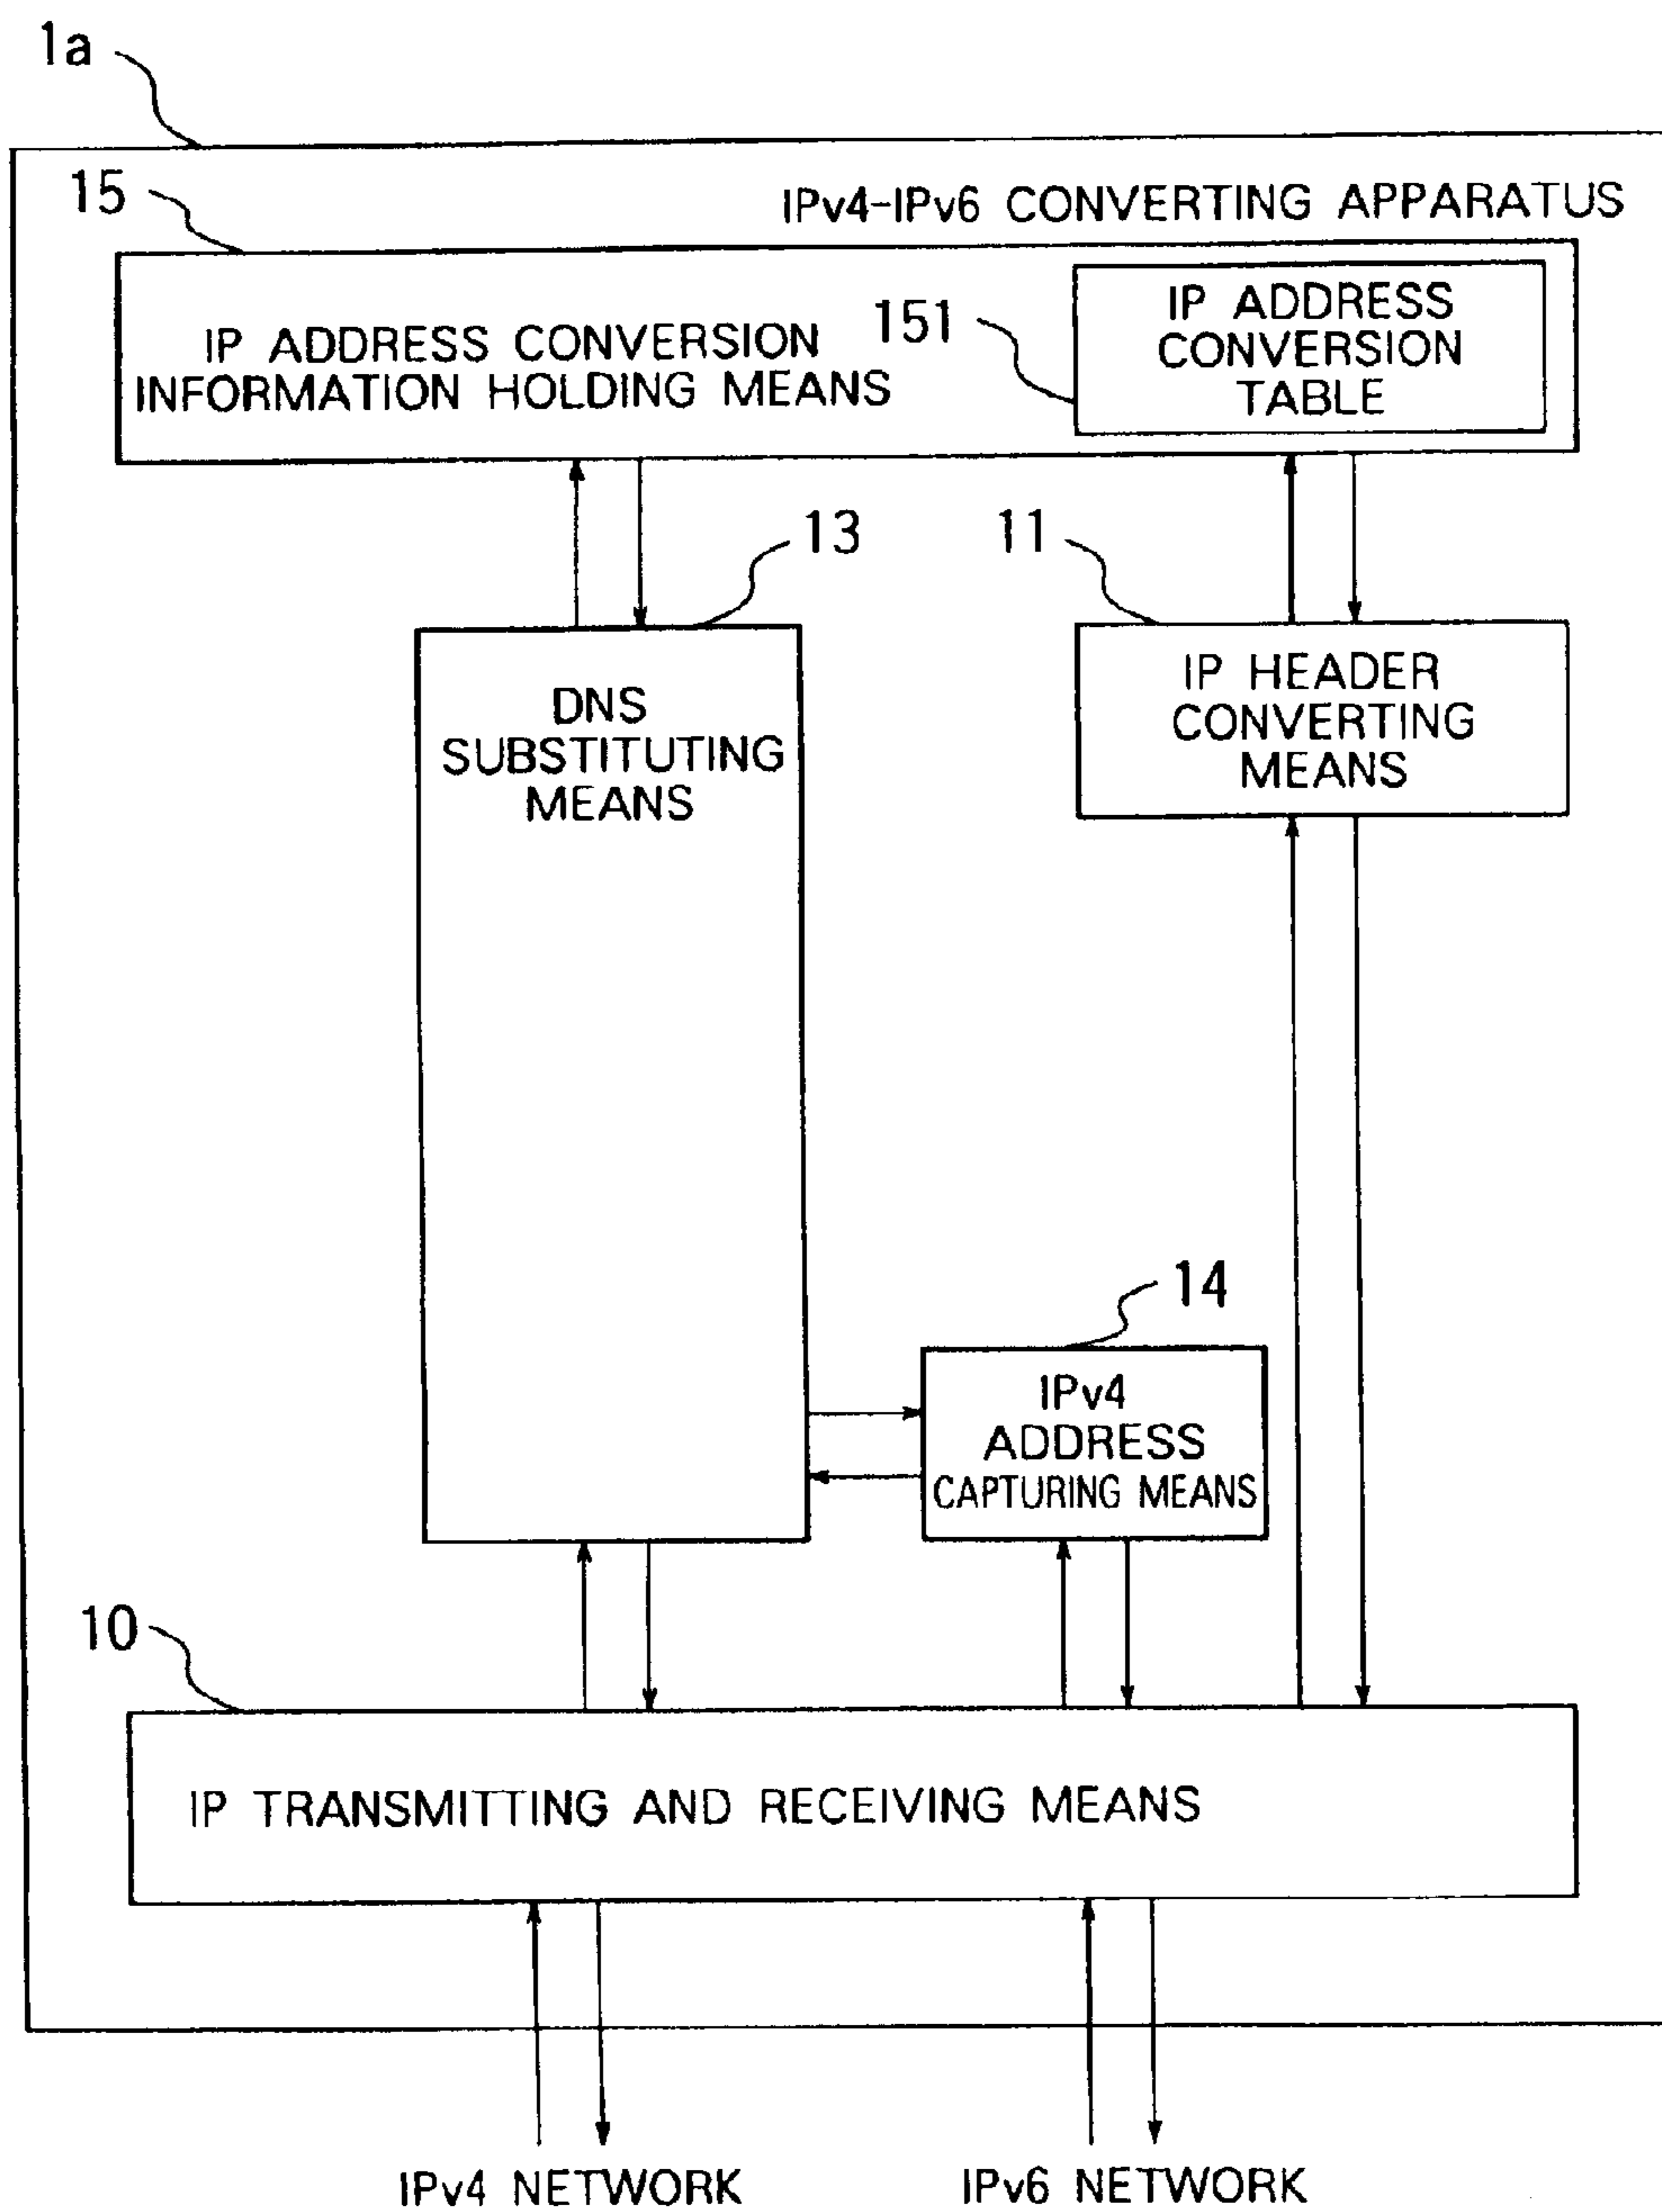 1a
15
IPv4-IPv6 CONVERTING APPARATUS
IP ADDRESS CONVERSION
INFORMATION HOLDING MEANS
151
IP ADDRESS
CONVERSION
TABLE
13
11
DNS
SUBSTITUTING
MEANS
IP HEADER
CONVERTING
MEANS
14
IPv4
ADDRESS
CAPTURING MEANS
10
IP TRANSMITTING AND RECEIVING MEANS
IPv4 NETWORK
IPv6 NETWORK